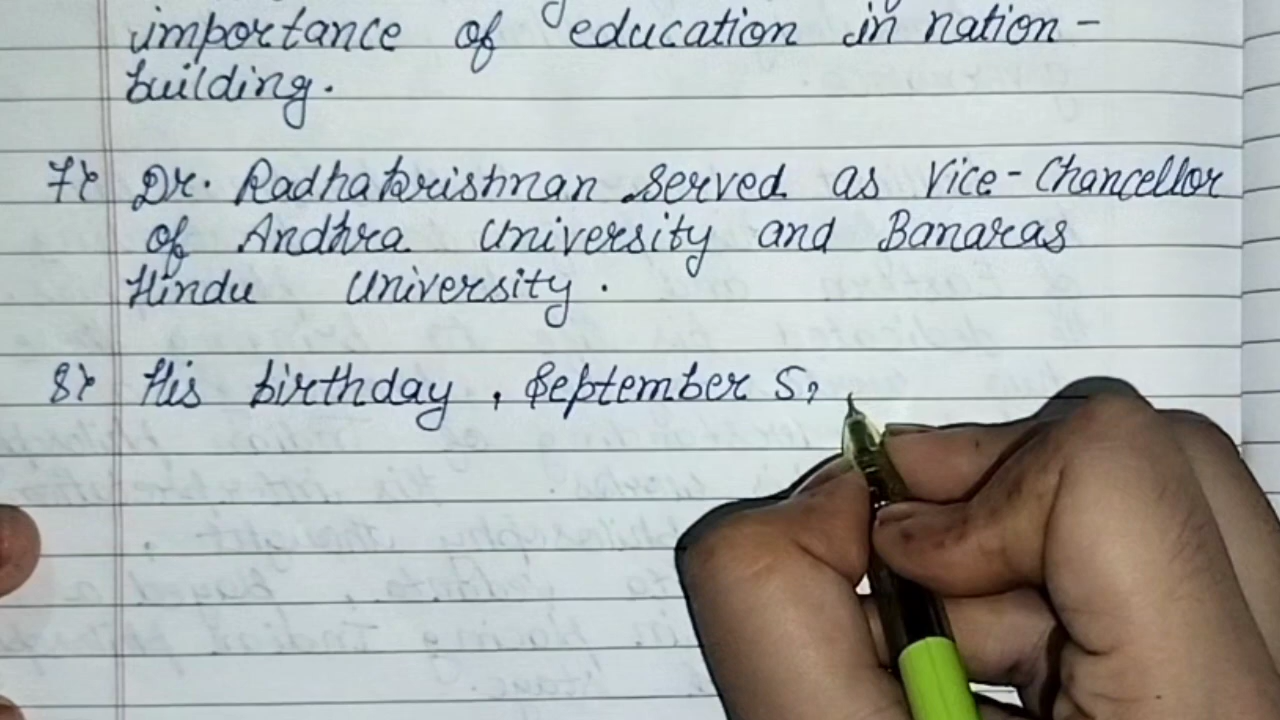 importance of education in nation-
building.
7> Dr. Radhakrishnan served as Vice-Chancellor
of Andhra University and Banaras
Hindu University.
8> His birthday, September 5,